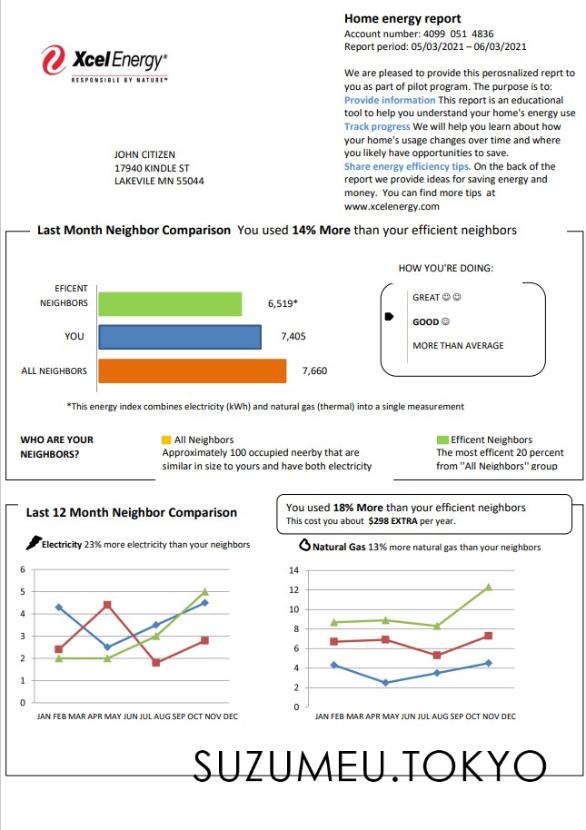 Home energy report
Account number: 4099 051 4836
Report period: 05/03/2021 – 06/03/2021
XcelEnergy®
RESPONSIBLE BY NATURE™
We are pleased to provide this perosnalized reprt to
you as part of pilot program. The purpose is to:
Provide information This report is an educational
tool to help you understand your home's energy use
Track progress We will help you learn about how
your home's usage changes over time and where
you likely have opportunities to save.
Share energy efficiency tips. On the back of the
report we provide ideas for saving energy and
money. You can find more tips at
www.xcelenergy.com
JOHN CITIZEN
17940 KINDLE ST
LAKEVILE MN 55044
Last Month Neighbor Comparison You used 14% More than your efficient neighbors
EFICENT
NEIGHBORS
6,519*
YOU
7,405
ALL NEIGHBORS
7,660
HOW YOU'RE DOING:
GREAT ☺ ☺
GOOD ☺
MORE THAN AVERAGE
*This energy index combines electricity (kWh) and natural gas (thermal) into a single measurement
WHO ARE YOUR
NEIGHBORS?
All Neighbors
Approximately 100 occupied neerby that are
similar in size to yours and have both electricity
Efficent Neighbors
The most efficent 20 percent
from "All Neighbors" group
Last 12 Month Neighbor Comparison
You used 18% More than your efficient neighbors
This cost you about $298 EXTRA per year.
Electricity 23% more electricity than your neighbors
6
5
4
3
2
1
0
JAN FEB MAR APR MAY JUN JUL AUG SEP OCT NOV DEC
Natural Gas 13% more natural gas than your neighbors
14
12
10
8
6
4
2
0
JAN FEB MAR APR MAY JUN JUL AUG SEP OCT NOV DEC
SUZUMEU.TOKYO